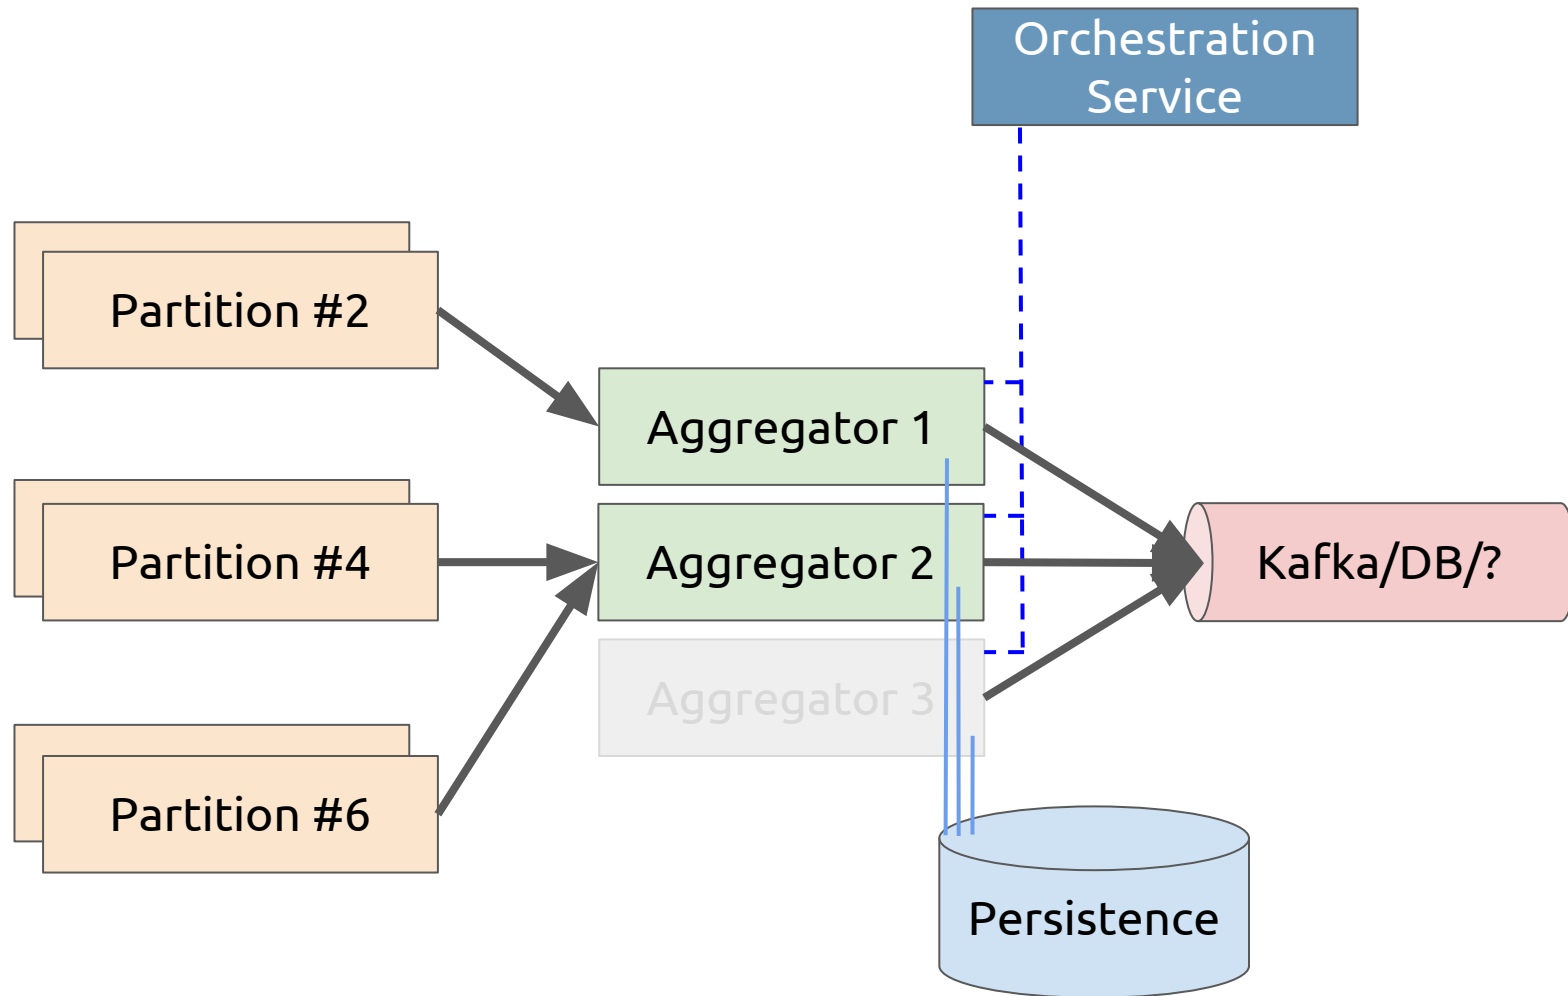 Orchestration
Service
Partition #2
Aggregator 1
Partition #4
Aggregator 2
Kafka/DB/?
Aggregator 3
Partition #6
Persistence